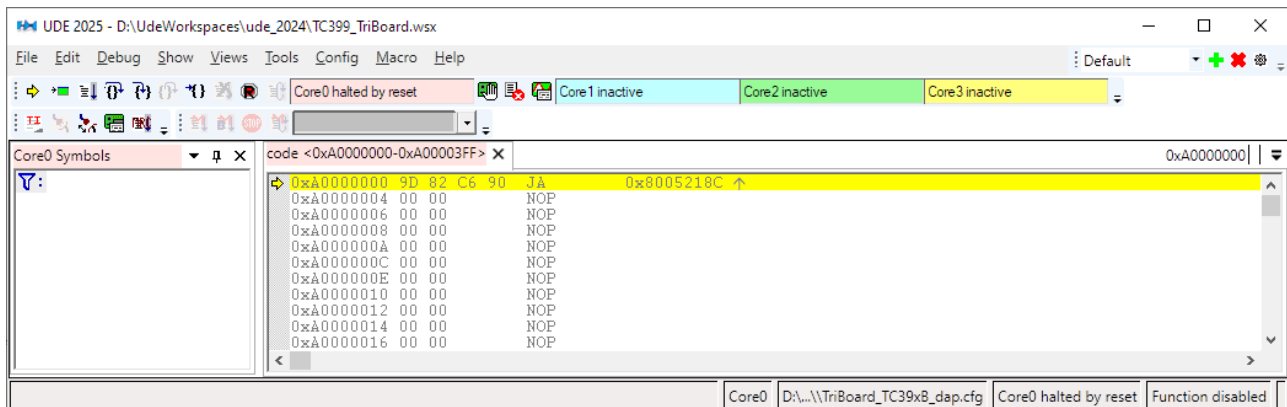 UDE 2025 - D:\UdeWorkspaces\ude_2024\TC399_TriBoard.wsx
File Edit Debug Show Views Tools Config Macro Help
Default
Core0 halted by reset Core1 inactive Core2 inactive Core3 inactive
STOP
Core0 Symbols code <0xA0000000-0xA00003FF> 0xA0000000
0xA0000000 9D 82 C6 90 JA 0x8005218C ↑
0xA0000004 00 00 NOP
0xA0000006 00 00 NOP
0xA0000008 00 00 NOP
0xA000000A 00 00 NOP
0xA000000C 00 00 NOP
0xA000000E 00 00 NOP
0xA0000010 00 00 NOP
0xA0000012 00 00 NOP
0xA0000014 00 00 NOP
0xA0000016 00 00 NOP
Core0 D:\...\\TriBoard_TC39xB_dap.cfg Core0 halted by reset Function disabled